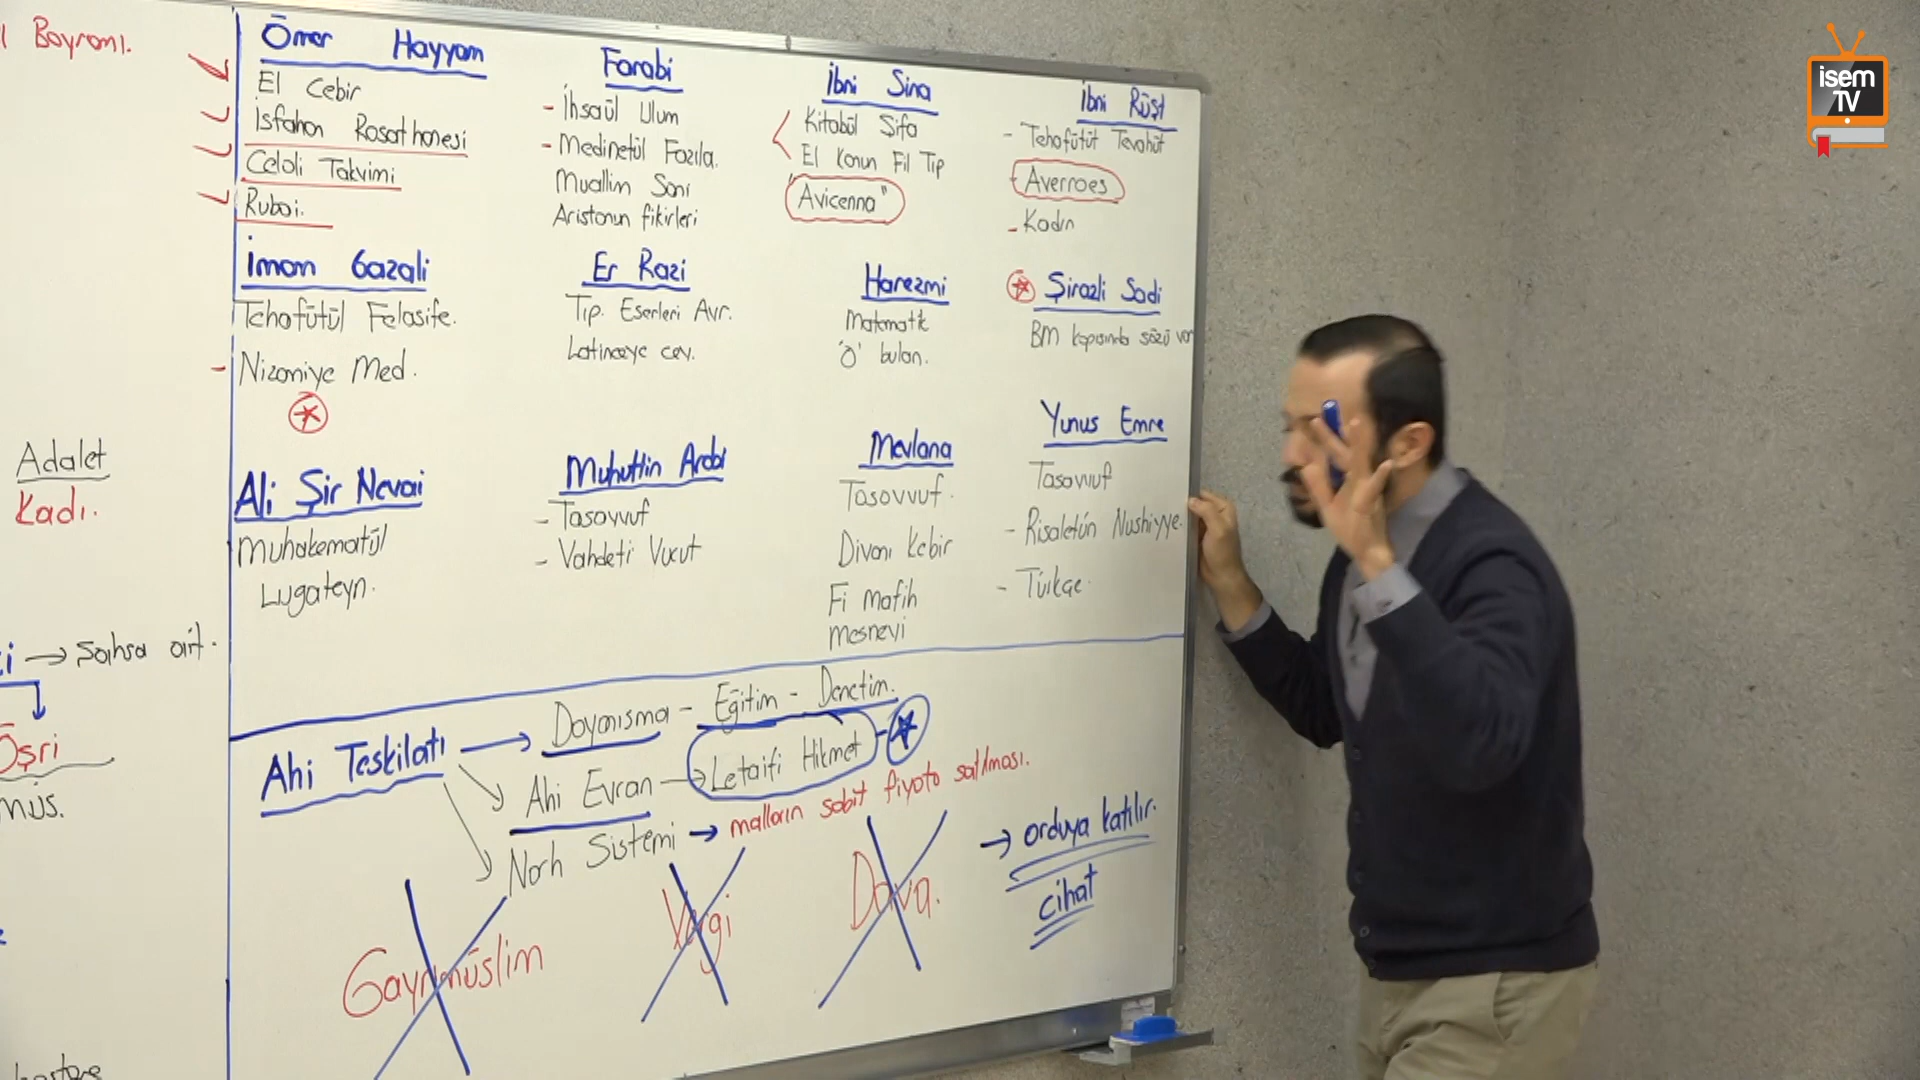 Bayramı.
Adalet
Kadı.
→ Şahsa ait.
Öşri
müs.
Ömer Hayyam
El Cebir
İsfahan Rasathanesi
Celali Takvimi
Rubai.
Farabi
- İhsaül Ulum
- Medinetül Fazıla.
Muallim Sani
Aristonun fikirleri
İbni Sina
Kitabül Şifa
El Kanun Fil Tıp
"Avicenna"
İbni Rüşt
- Tehafütüt Tevahüt
- Averroes
- Kadın
İmam Gazali
Tehafütül Felasife.
- Nizamiye Med.
Er Razi
Tıp. Eserleri Avr.
Latinceye çev.
Harezmi
Matematik
'0' bulan.
Şirazlı Sadi
BM kapısında sözü var
Ali Şir Nevai
Muhakematül
Lugateyn.
Muhuttin Arabi
- Tasavvuf
- Vahdeti Vucut
Mevlana
Tasavvuf.
Divanı Kebir
Fi mafih
mesnevi
Yunus Emre
Tasavvuf
- Risaletün Nushiyye.
- Türkçe.
Ahi Teşkilatı → Dayanışma - Eğitim - Denetim.
Ahi Evran → Letaifi Hikmet -
Narh Sistemi → malların sabit fiyata satılması.
Gayrimüslim
Vergi
Dava.
→ orduya katılır.
cihat
isem
TV